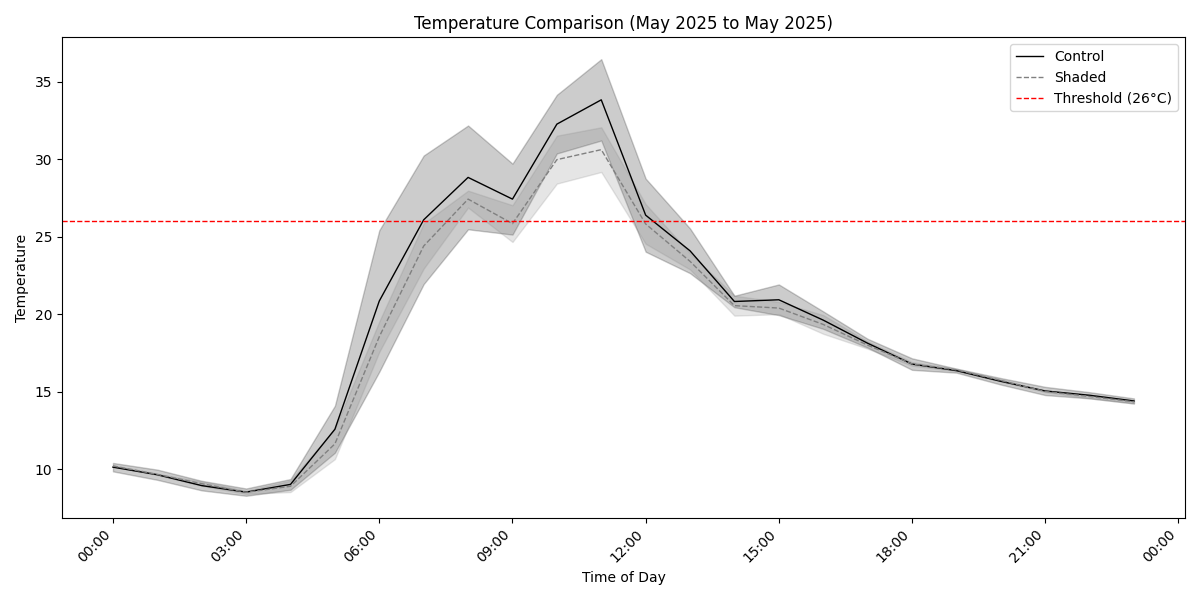 Temperature Comparison (May 2025 to May 2025)
Control
Shaded
Threshold (26°C)
Temperature
35
30
25
20
15
10
00:00
03:00
06:00
09:00
12:00
15:00
18:00
21:00
00:00
Time of Day